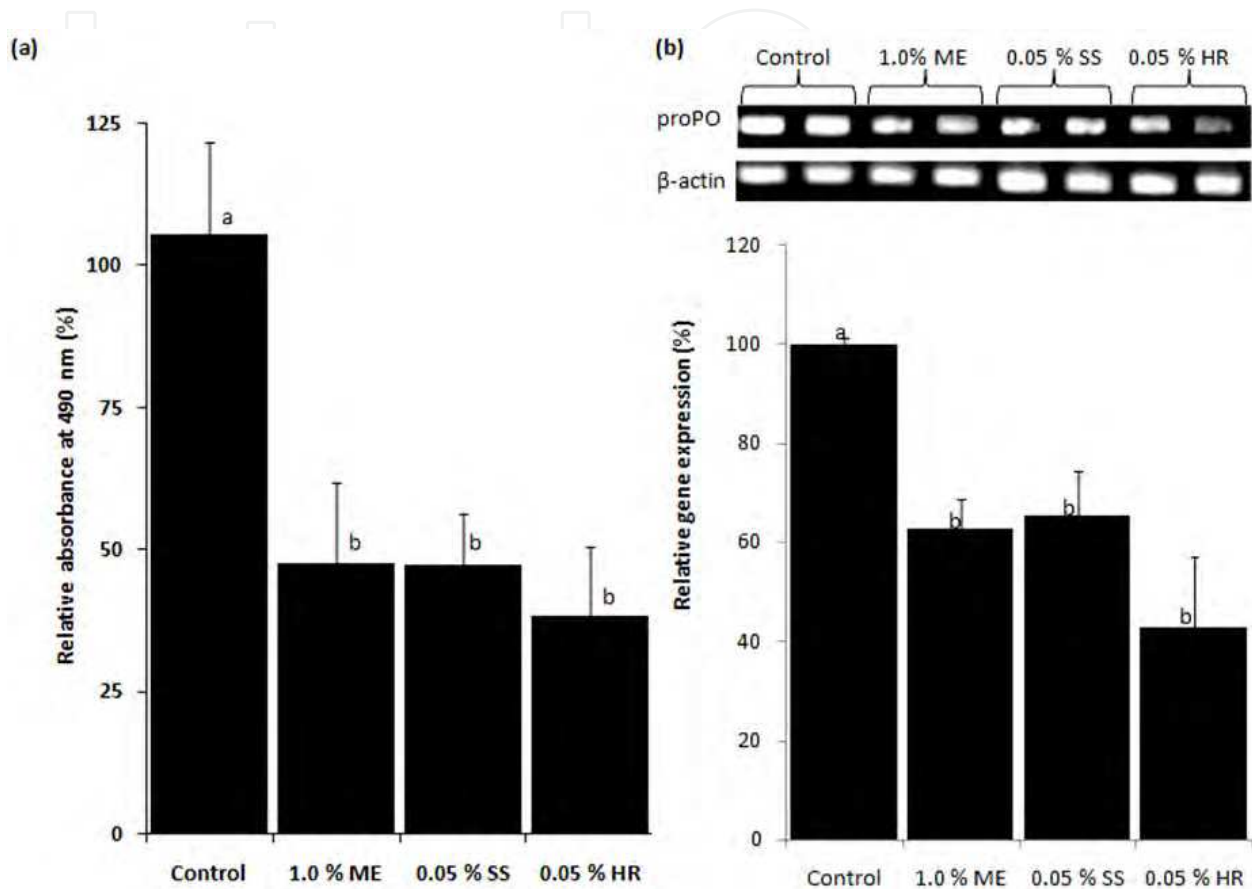 (a)
Relative absorbance at 490 nm (%)
125
100
75
50
25
0
a
b
b
b
Control
1.0 % ME
0.05 % SS
0.05 % HR
(b)
Control
1.0% ME
0.05 % SS
0.05 % HR
proPO
β-actin
Relative gene expression (%)
120
100
80
60
40
20
0
a
b
b
b
Control
1.0 % ME
0.05 % SS
0.05 % HR